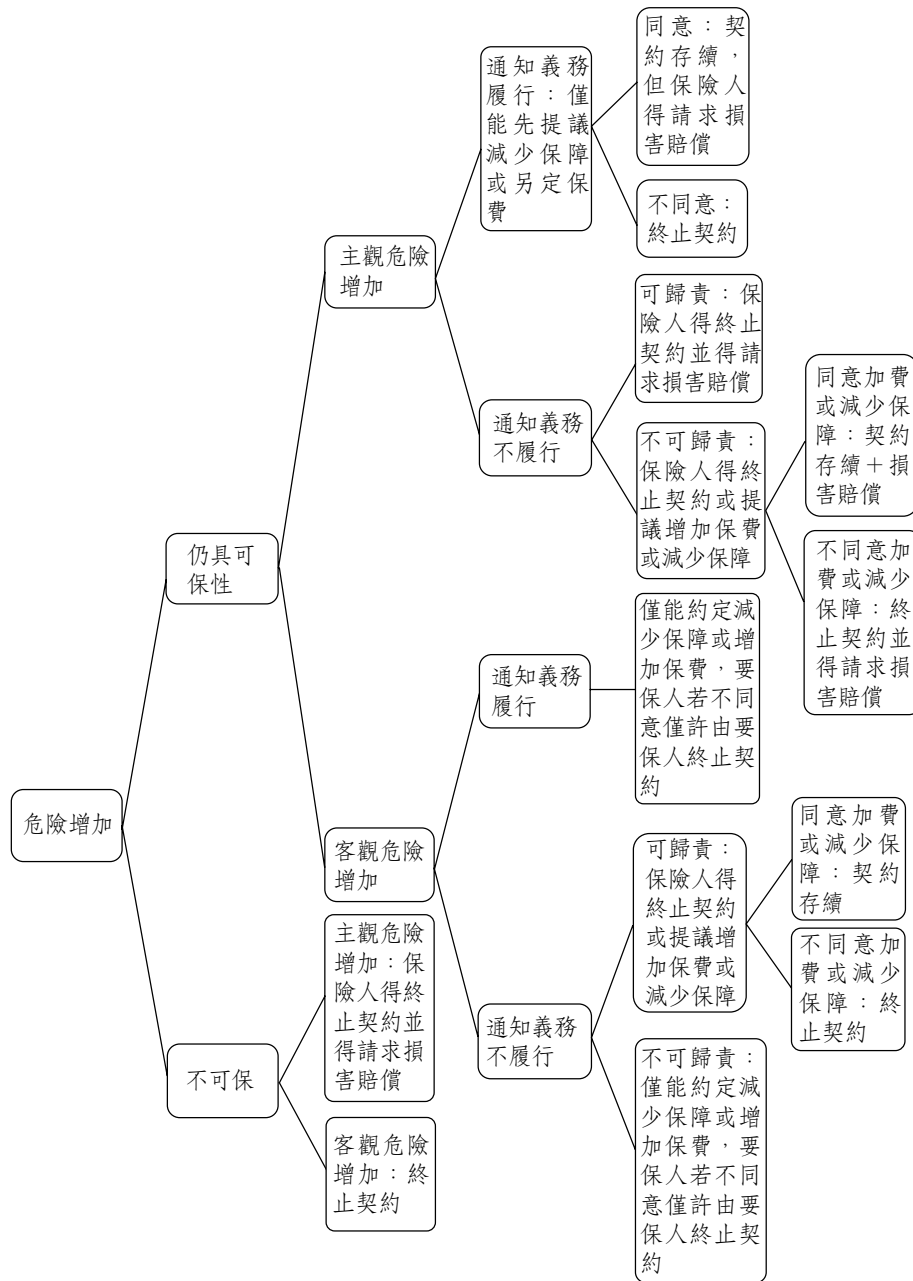 危險增加
仍具可
保性
主觀危險
增加
通知義務
履行：僅
能先提議
減少保障
或另定保
費
同意：契
約存續，
但保險人
得請求損
害賠償
不同意：
終止契約
通知義務
不履行
可歸責：保
險人得終止
契約並得請
求損害賠償
不可歸責：
保險人得終
止契約或提
議增加保費
或減少保障
同意加費
或減少保
障：契約
存續＋損
害賠償
不同意加
費或減少
保障：終
止契約並
得請求損
害賠償
客觀危險
增加
通知義務
履行
僅能約定減
少保障或增
加保費，要
保人若不同
意僅許由要
保人終止契
約
通知義務
不履行
可歸責：
保險人得
終止契約
或提議增
加保費或
減少保障
同意加費
或減少保
障：契約
存續
不同意加
費或減少
保障：終
止契約
不可歸責：
僅能約定減
少保障或增
加保費，要
保人若不同
意僅許由要
保人終止契
約
不可保
主觀危險
增加：保
險人得終
止契約並
得請求損
害賠償
客觀危險
增加：終
止契約